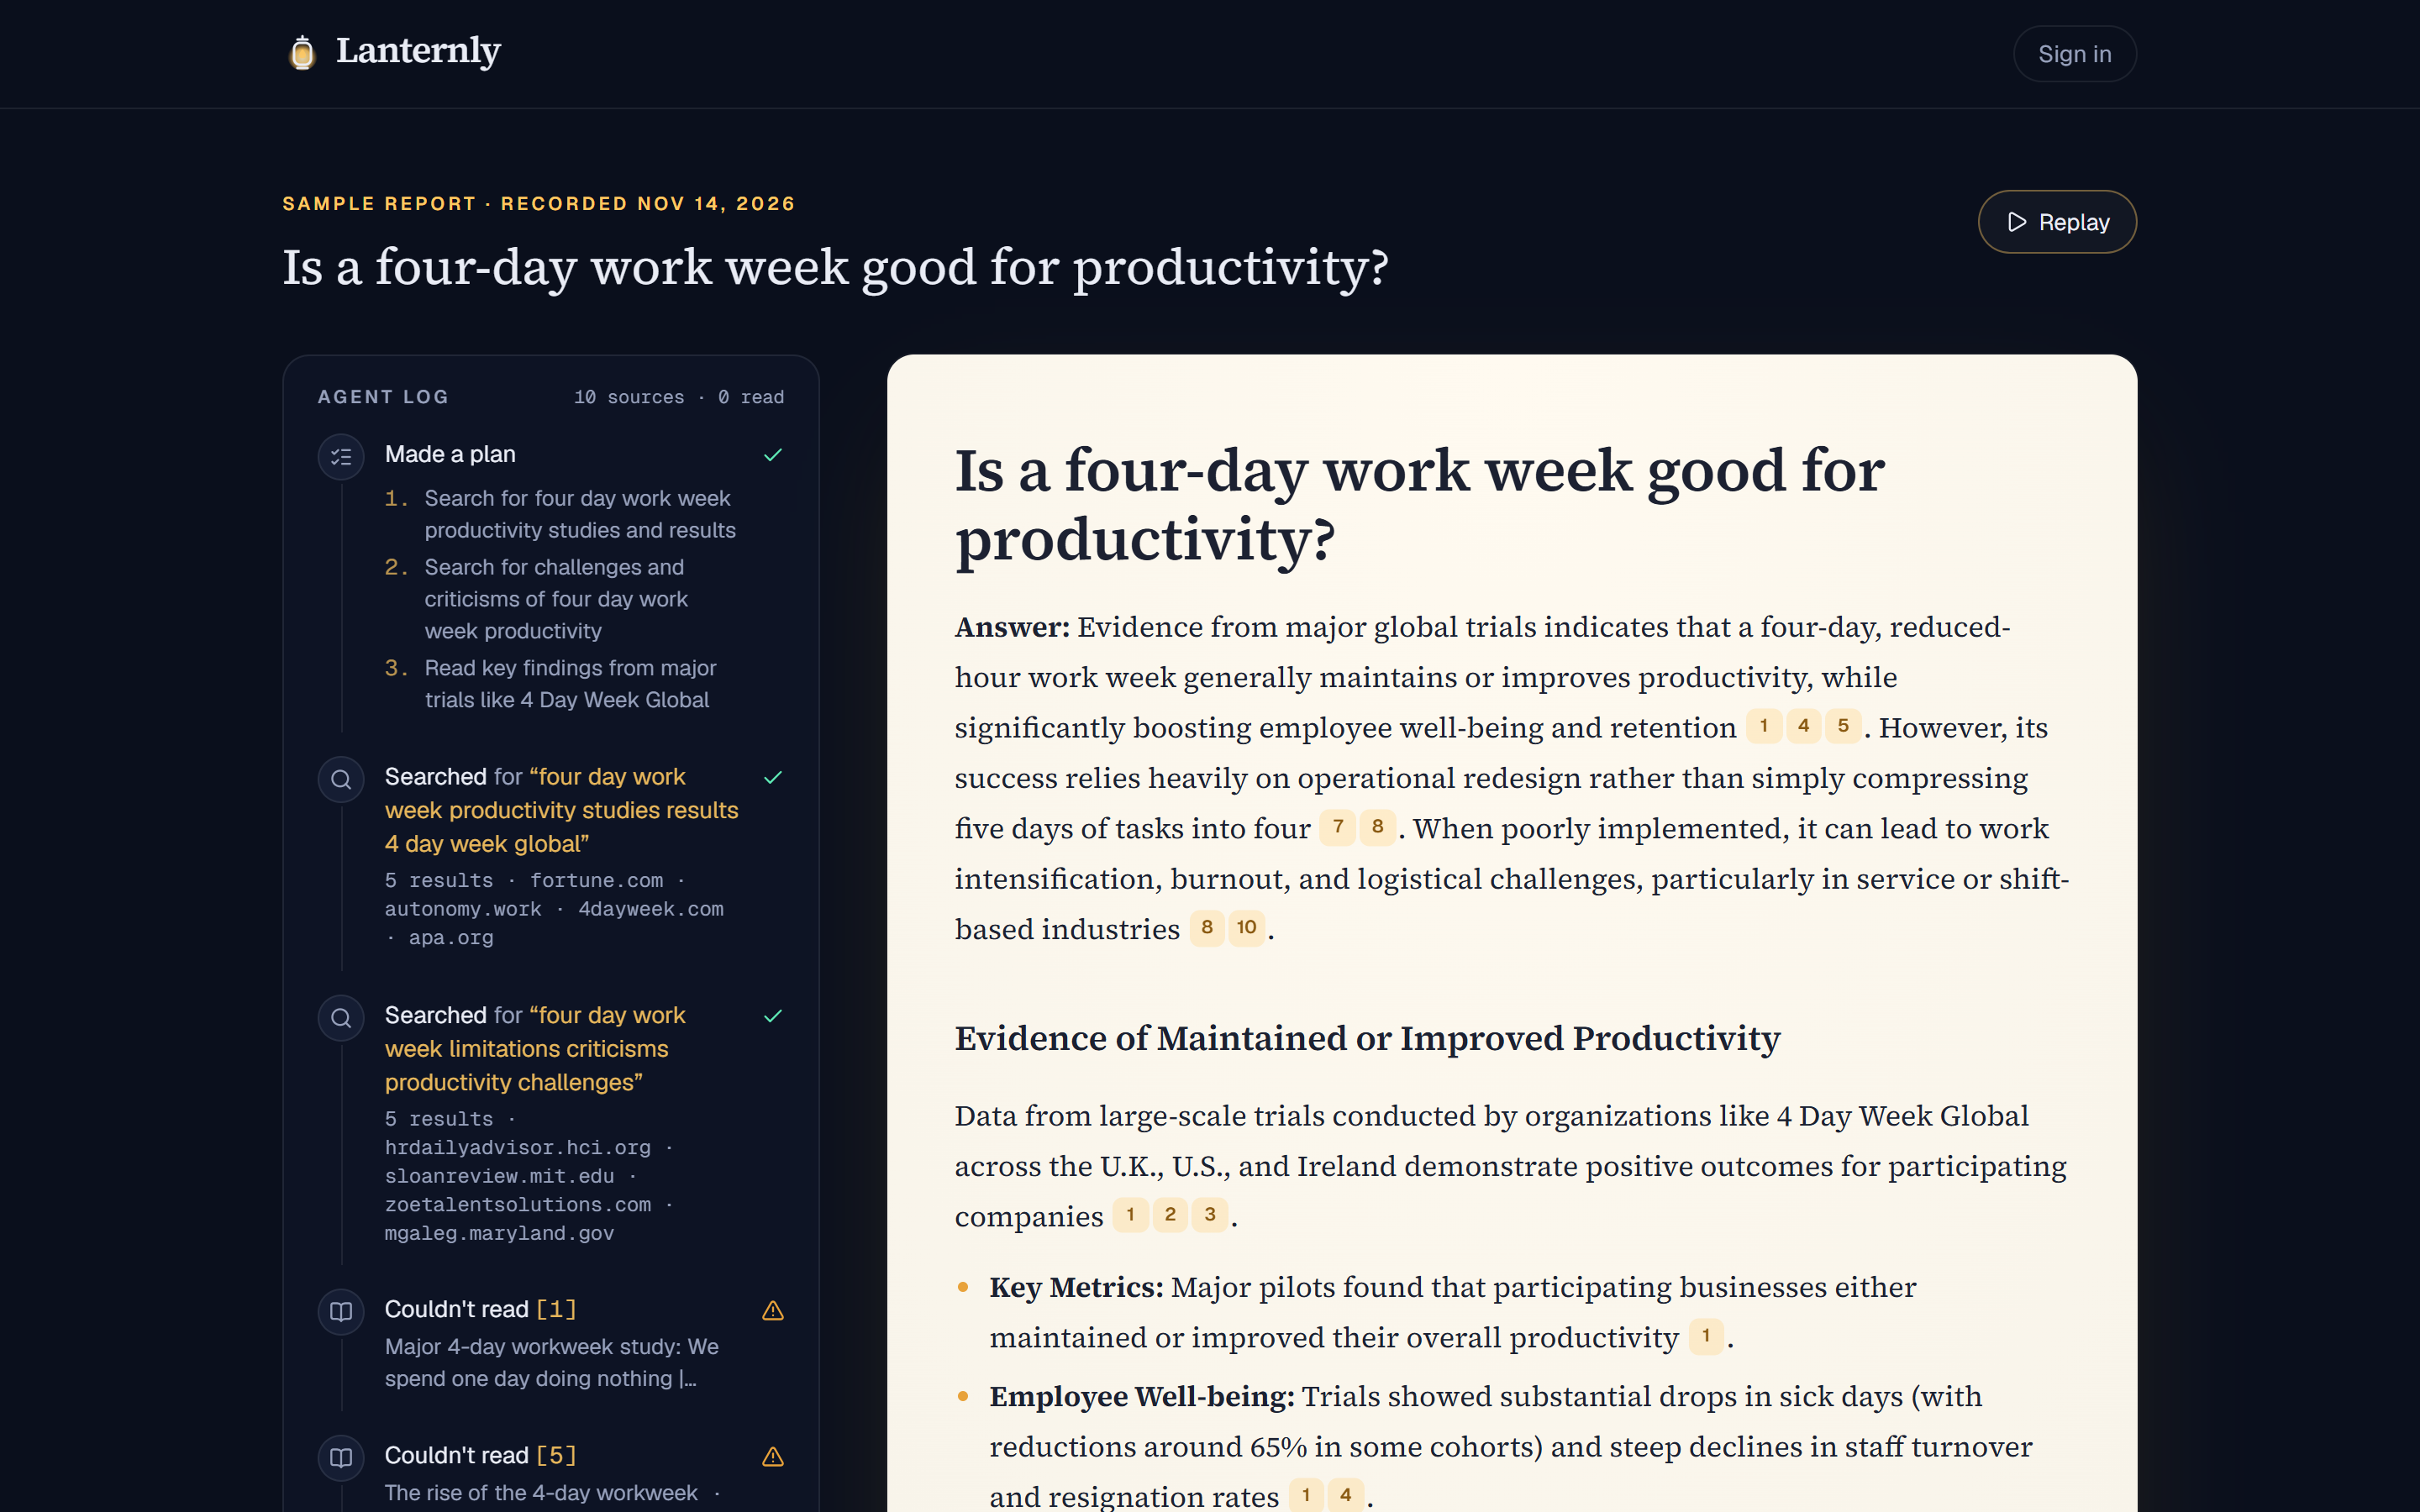 Lanternly
Sign in
SAMPLE REPORT · RECORDED NOV 14, 2026
Is a four-day work week good for productivity?
Replay
AGENT LOG
10 sources · 0 read
Made a plan
1. Search for four day work week
productivity studies and results
2. Search for challenges and
criticisms of four day work
week productivity
3. Read key findings from major
trials like 4 Day Week Global
Searched for “four day work
week productivity studies results
4 day week global”
5 results · fortune.com ·
autonomy.work · 4dayweek.com
· apa.org
Searched for “four day work
week limitations criticisms
productivity challenges”
5 results ·
hrdailyadvisor.hci.org ·
sloanreview.mit.edu ·
zoetalentsolutions.com ·
mgaleg.maryland.gov
Couldn't read [1]
Major 4-day workweek study: We
spend one day doing nothing |...
Couldn't read [5]
The rise of the 4-day workweek ·
Is a four-day work week good for
productivity?
Answer: Evidence from major global trials indicates that a four-day, reduced-
hour work week generally maintains or improves productivity, while
significantly boosting employee well-being and retention 1 4 5. However, its
success relies heavily on operational redesign rather than simply compressing
five days of tasks into four 7 8. When poorly implemented, it can lead to work
intensification, burnout, and logistical challenges, particularly in service or shift-
based industries 8 10.
Evidence of Maintained or Improved Productivity
Data from large-scale trials conducted by organizations like 4 Day Week Global
across the U.K., U.S., and Ireland demonstrate positive outcomes for participating
companies 1 2 3.
• Key Metrics: Major pilots found that participating businesses either
maintained or improved their overall productivity 1.
• Employee Well-being: Trials showed substantial drops in sick days (with
reductions around 65% in some cohorts) and steep declines in staff turnover
and resignation rates 1 4.